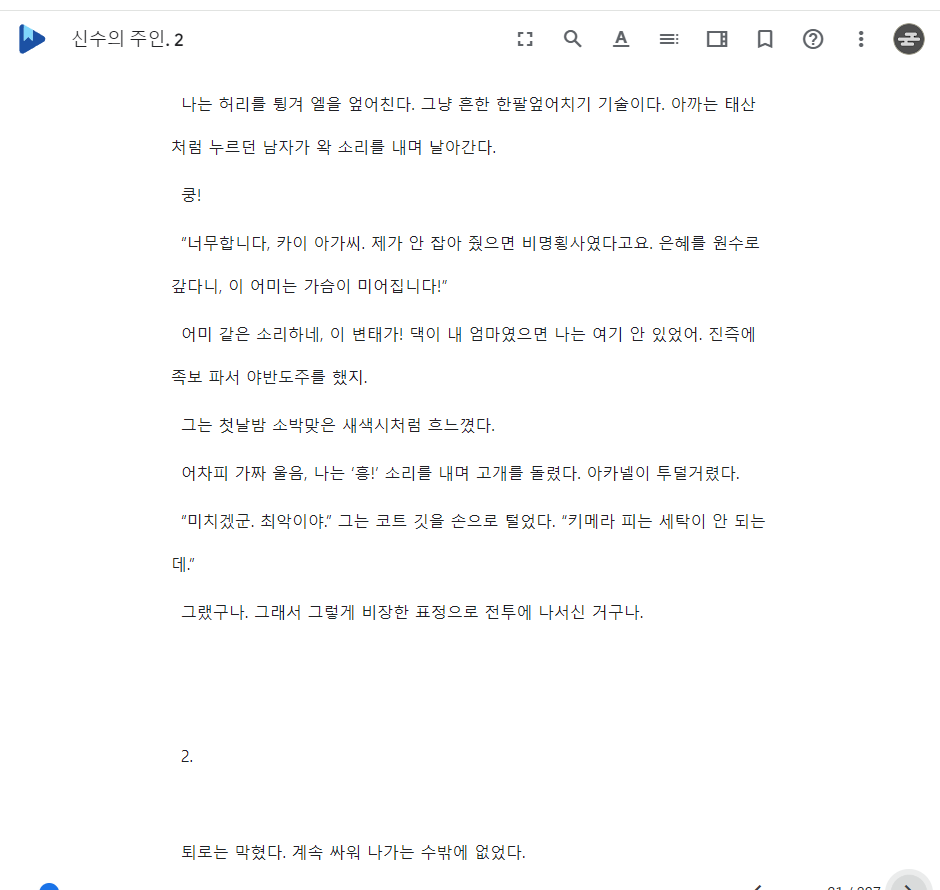 신수의 주인. 2
나는 허리를 튕겨 엘을 엎어친다. 그냥 흔한 한팔엎어치기 기술이다. 아까는 태산
처럼 누르던 남자가 왁 소리를 내며 날아간다.
쿵!
“너무합니다, 카이 아가씨. 제가 안 잡아 줬으면 비명횡사였다고요. 은혜를 원수로
갚다니, 이 어미는 가슴이 미어집니다!”
어미 같은 소리하네, 이 변태가! 댁이 내 엄마였으면 나는 여기 안 있었어. 진즉에
족보 파서 야반도주를 했지.
그는 첫날밤 소박맞은 새색시처럼 흐느꼈다.
어차피 가짜 울음, 나는 ‘흥!’ 소리를 내며 고개를 돌렸다. 아카넬이 투덜거렸다.
“미치겠군. 최악이야.” 그는 코트 깃을 손으로 털었다. “키메라 피는 세탁이 안 되는
데.”
그랬구나. 그래서 그렇게 비장한 표정으로 전투에 나서신 거구나.
2.
퇴로는 막혔다. 계속 싸워 나가는 수밖에 없었다.